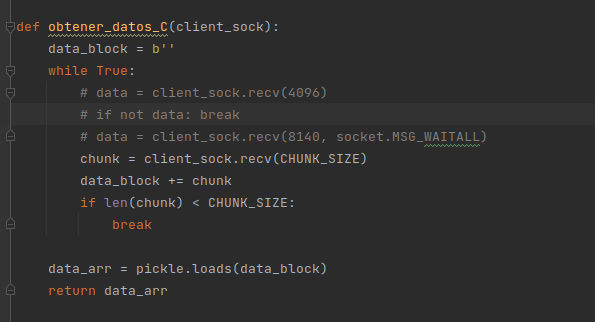 def obtener_datos_C(client_sock):
    data_block = b''
    while True:
        # data = client_sock.recv(4096)
        # if not data: break
        # data = client_sock.recv(8140, socket.MSG_WAITALL)
        chunk = client_sock.recv(CHUNK_SIZE)
        data_block += chunk
        if len(chunk) < CHUNK_SIZE:
            break

    data_arr = pickle.loads(data_block)
    return data_arr